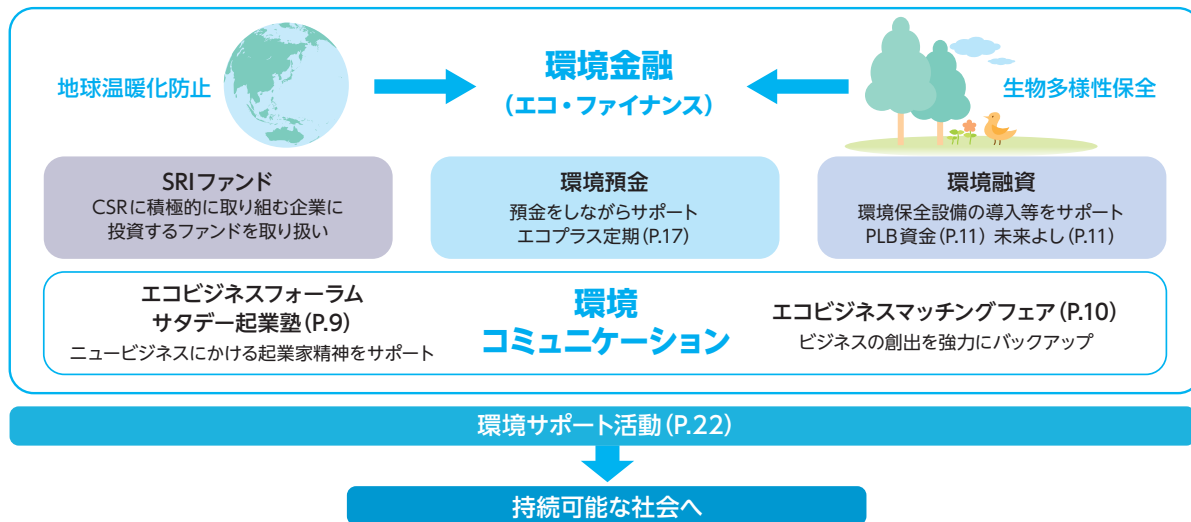 地球温暖化防止
環境金融
(エコ・ファイナンス)
生物多様性保全
SRIファンド
CSRに積極的に取り組む企業に
投資するファンドを取り扱い
環境預金
預金をしながらサポート
エコプラス定期(P.17)
環境融資
環境保全設備の導入等をサポート
PLB資金(P.11) 未来よし(P.11)
エコビジネスフォーラム
サタデー起業塾(P.9)
ニュービジネスにかける起業家精神をサポート
環境
コミュニケーション
エコビジネスマッチングフェア(P.10)
ビジネスの創出を強力にバックアップ
環境サポート活動(P.22)
持続可能な社会へ